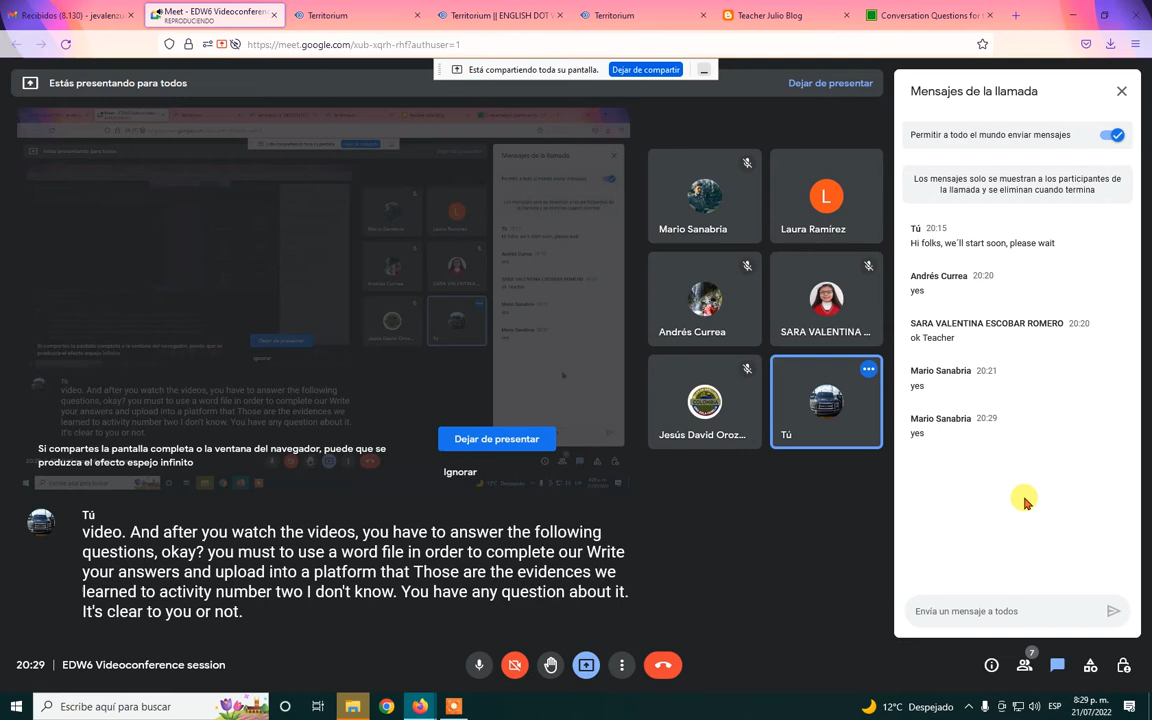 Recibidos (8.130) - jevalenzu
Meet - EDW6 Videoconferen
REPRODUCIENDO
Territorium
Territorium || ENGLISH DOT
Territorium
Teacher Julio Blog
Conversation Questions for
https://meet.google.com/xub-xqrh-rhf?authuser=1
Está compartiendo toda su pantalla.
Dejar de compartir
Estás presentando para todos
Dejar de presentar
Mensajes de la llamada
Permitir a todo el mundo enviar mensajes
Los mensajes solo se muestran a los participantes de
la llamada y se eliminan cuando termina
Tú 20:15
Hi folks, we´ll start soon, please wait
Andrés Currea 20:20
yes
SARA VALENTINA ESCOBAR ROMERO 20:20
ok Teacher
Mario Sanabria 20:21
yes
Mario Sanabria 20:29
yes
Mario Sanabria
L
Laura Ramírez
Andrés Currea
SARA VALENTINA ...
COLOMBIA
Jesús David Oroz...
Tú
Dejar de presentar
Ignorar
Si compartes la pantalla completa o la ventana del navegador, puede que se
produzca el efecto espejo infinito
Tú
video. And after you watch the videos, you have to answer the following
questions, okay? you must to use a word file in order to complete our Write
your answers and upload into a platform that Those are the evidences we
learned to activity number two I don't know. You have any question about it.
It's clear to you or not.
Envía un mensaje a todos
20:29 EDW6 Videoconference session
7
Escribe aquí para buscar
12°C Despejado
ESP
8:29 p. m.
21/07/2022